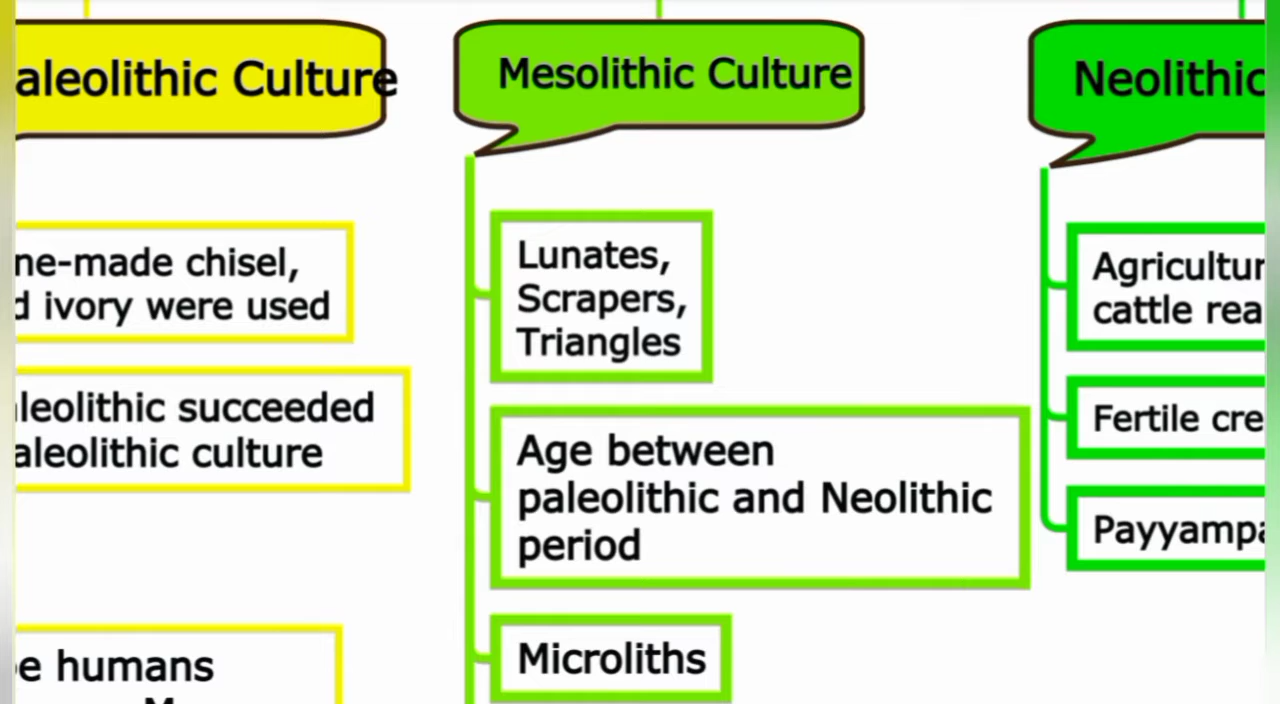 aleolithic Culture
ne-made chisel,
d ivory were used
leolithic succeeded
aleolithic culture
e humans
Mesolithic Culture
Lunates,
Scrapers,
Triangles
Age between
paleolithic and Neolithic
period
Microliths
Neolithic
Agricultur
cattle rea
Fertile cre
Payyampa